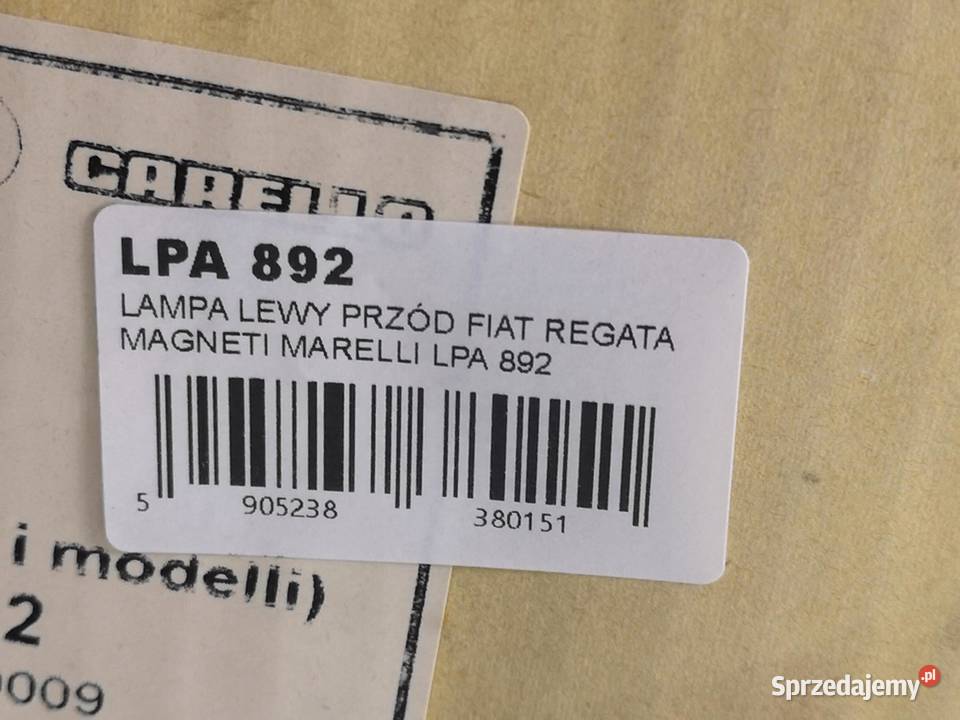 CARELLO
LPA 892
LAMPA LEWY PRZÓD FIAT REGATA
MAGNETI MARELLI LPA 892
5 905238 380151
i modelli)
2
009
Sprzedajemy.pl